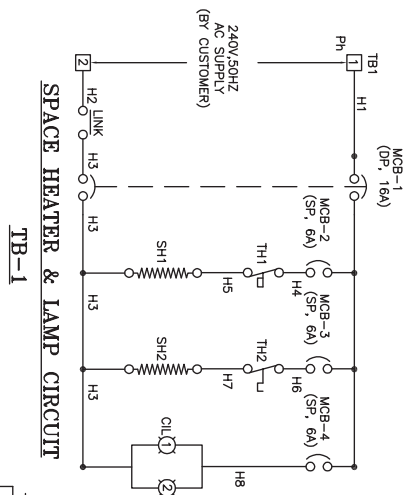 TB1
1
Ph
H1
240V,50HZ
AC SUPPLY
(BY CUSTOMER)
2
H2
LINK
H3
MCB-1
(DP, 16A)
H3
MCB-2
(SP, 6A)
H4
TH1
H5
SH1
H3
MCB-3
(SP, 6A)
H6
TH2
H7
SH2
H3
MCB-4
(SP, 6A)
H8
CIL
1
2
SPACE HEATER & LAMP CIRCUIT
TB-1